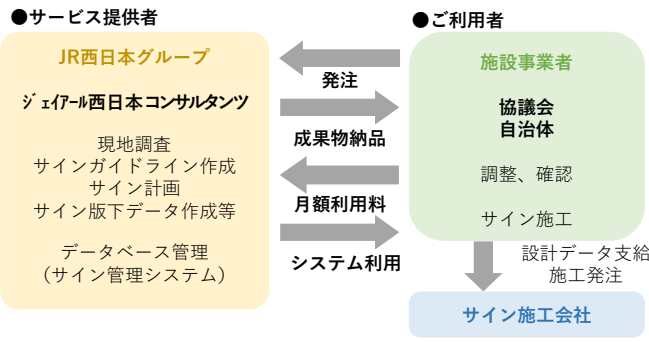 ●サービス提供者
JR西日本グループ
ｼﾞｪｲｱｰﾙ西日本コンサルタンツ
現地調査
サインガイドライン作成
サイン計画
サイン版下データ作成等
データベース管理
（サイン管理システム）
発注
成果物納品
月額利用料
システム利用
●ご利用者
施設事業者
協議会
自治体
調整、確認
サイン施工
設計データ支給
施工発注
サイン施工会社